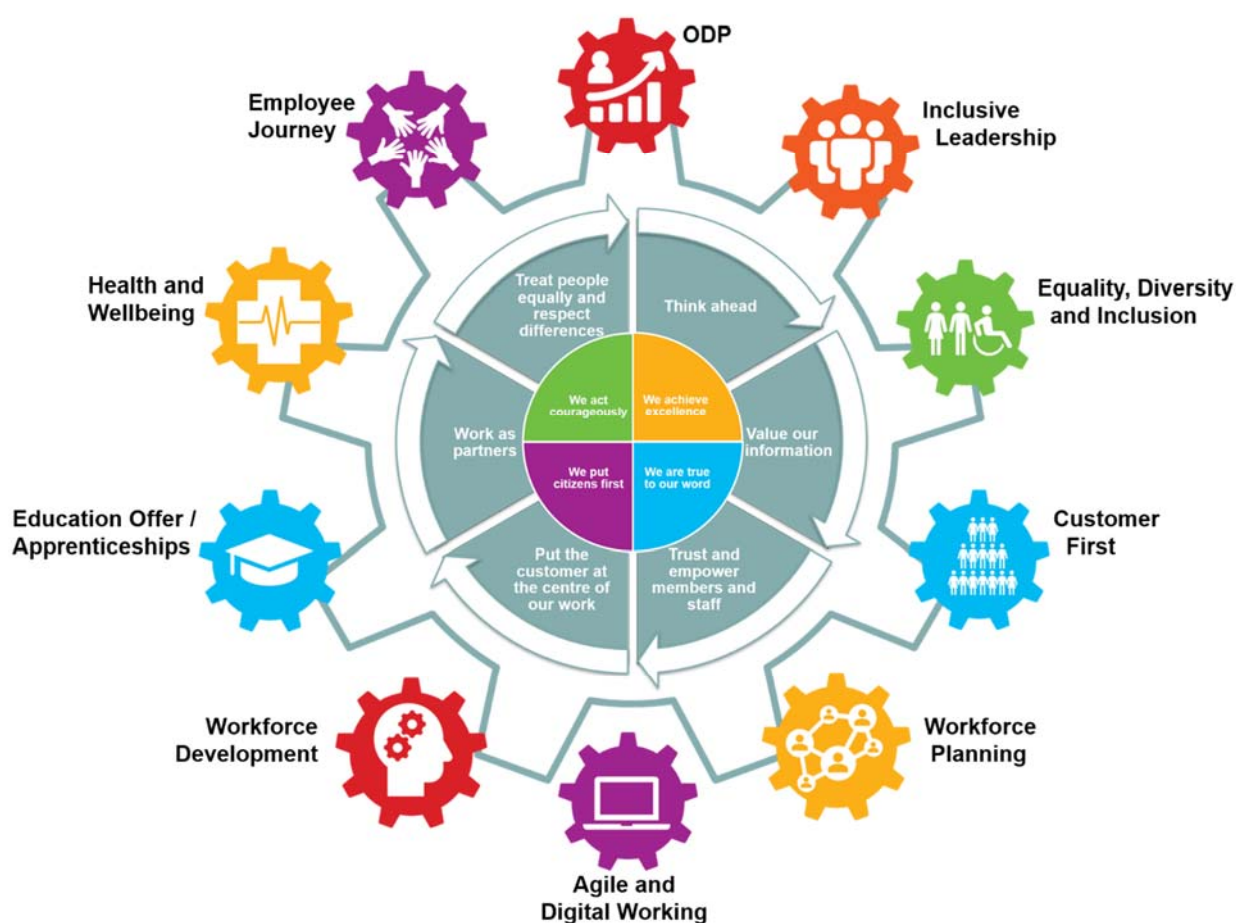 ODP
Inclusive
Leadership
Equality, Diversity
and Inclusion
Customer
First
Workforce
Planning
Agile and
Digital Working
Workforce
Development
Education Offer /
Apprenticeships
Health and
Wellbeing
Employee
Journey
Think ahead
Value our
information
Trust and
empower
members and
staff
Put the
customer at
the centre of
our work
Work as
partners
Treat people
equally and
respect
differences
We act
courageously
We achieve
excellence
We put
citizens first
We are true
to our word